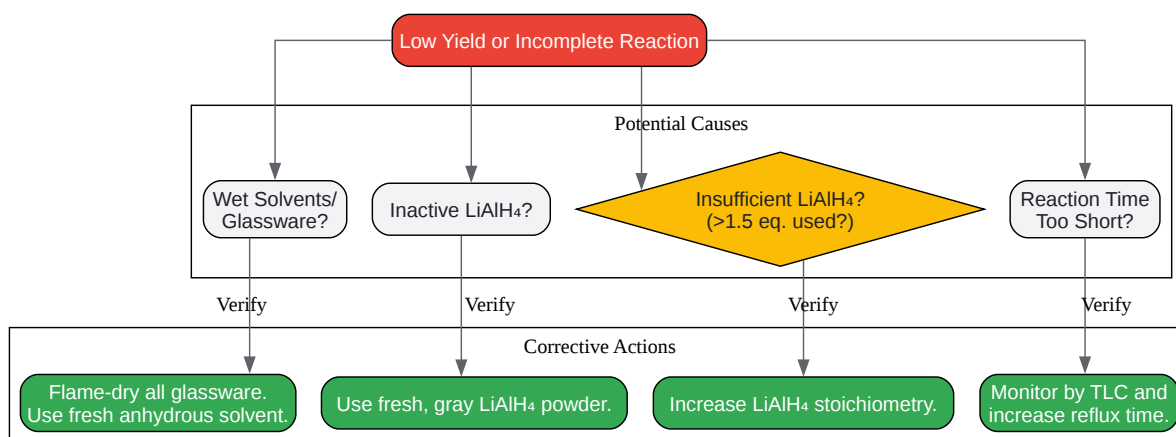 Low Yield or Incomplete Reaction
Potential Causes
Wet Solvents/
Glassware?
Inactive LiAlH₄?
Insufficient LiAlH₄?
(>1.5 eq. used?)
Reaction Time
Too Short?
Verify
Verify
Verify
Verify
Corrective Actions
Flame-dry all glassware.
Use fresh anhydrous solvent.
Use fresh, gray LiAlH₄ powder.
Increase LiAlH₄ stoichiometry.
Monitor by TLC and
increase reflux time.